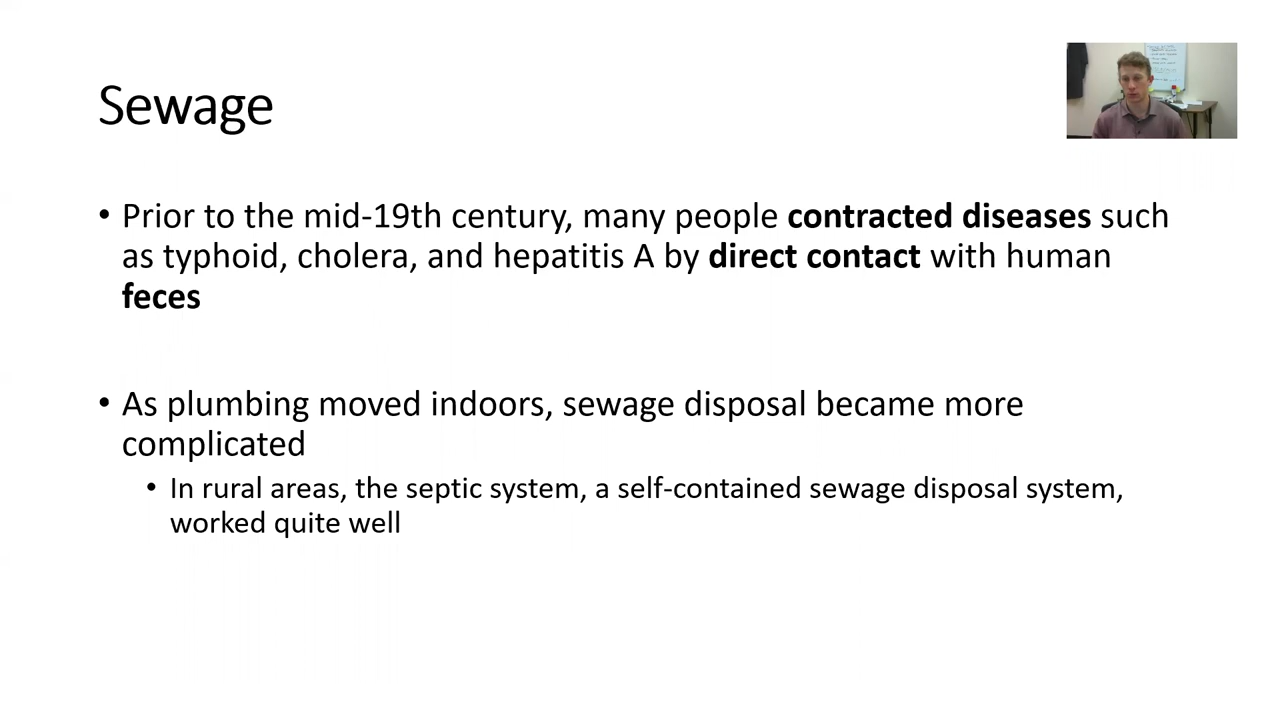 Sewage
• Prior to the mid-19th century, many people contracted diseases such
as typhoid, cholera, and hepatitis A by direct contact with human
feces
• As plumbing moved indoors, sewage disposal became more
complicated
• In rural areas, the septic system, a self-contained sewage disposal system,
worked quite well